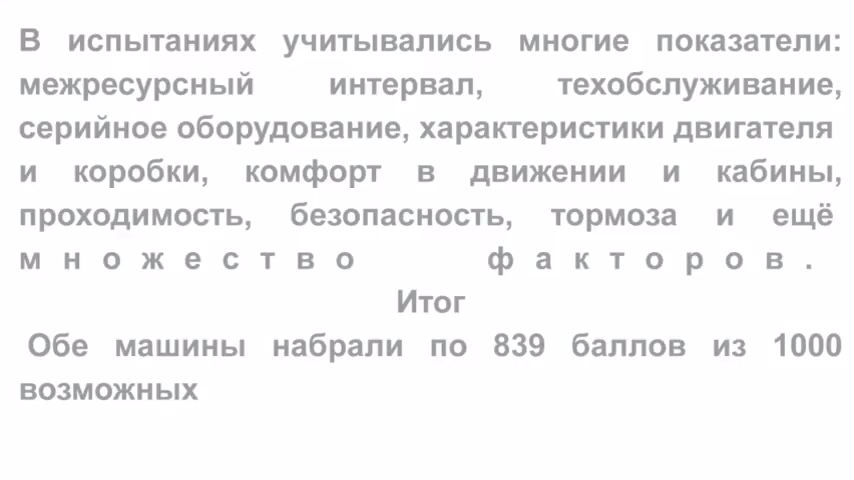 В испытаниях учитывались многие показатели:
межресурсный интервал, техобслуживание,
серийное оборудование, характеристики двигателя
и коробки, комфорт в движении и кабины,
проходимость, безопасность, тормоза и ещё
множество факторов.
Итог
Обе машины набрали по 839 баллов из 1000
возможных